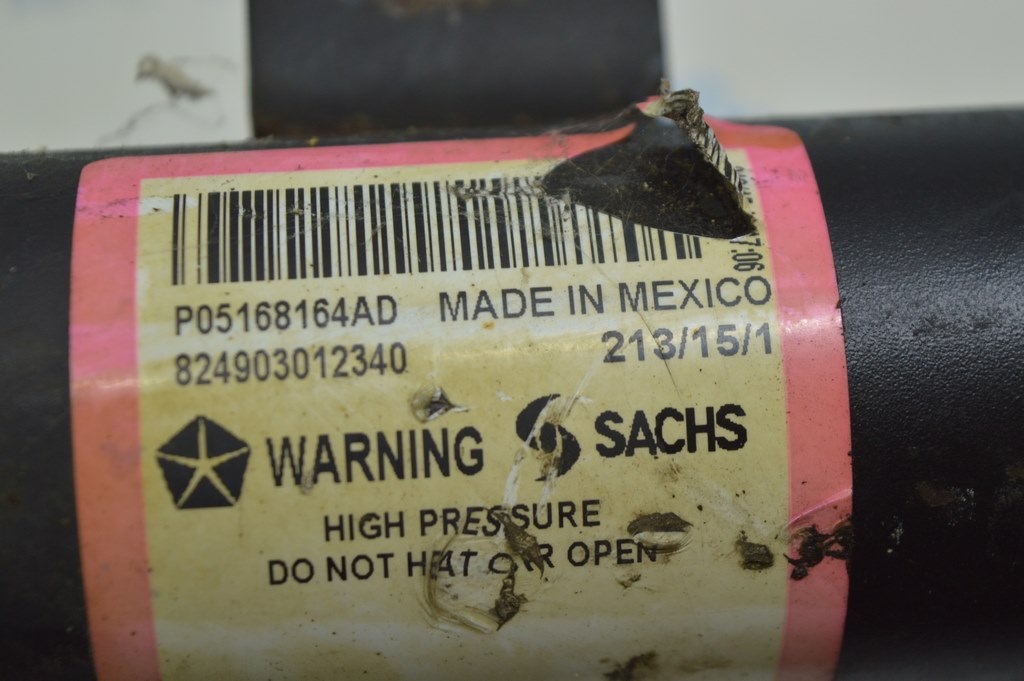 P05168164AD MADE IN MEXICO
824903012340 213/15/1
WARNING SACHS
HIGH PRESSURE
DO NOT HEAT OR OPEN